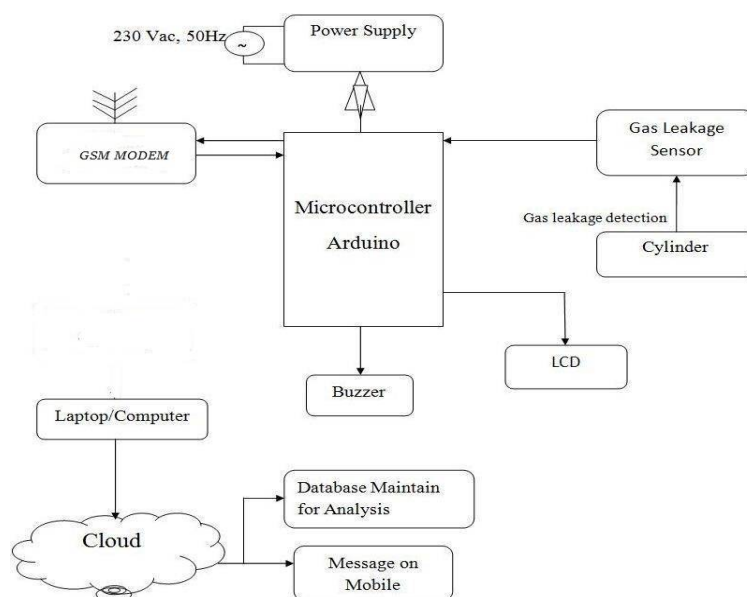 230 Vac, 50Hz
~
Power Supply
GSM MODEM
Microcontroller
Arduino
Gas Leakage
Sensor
Gas leakage detection
Cylinder
LCD
Buzzer
Laptop/Computer
Cloud
Database Maintain
for Analysis
Message on
Mobile